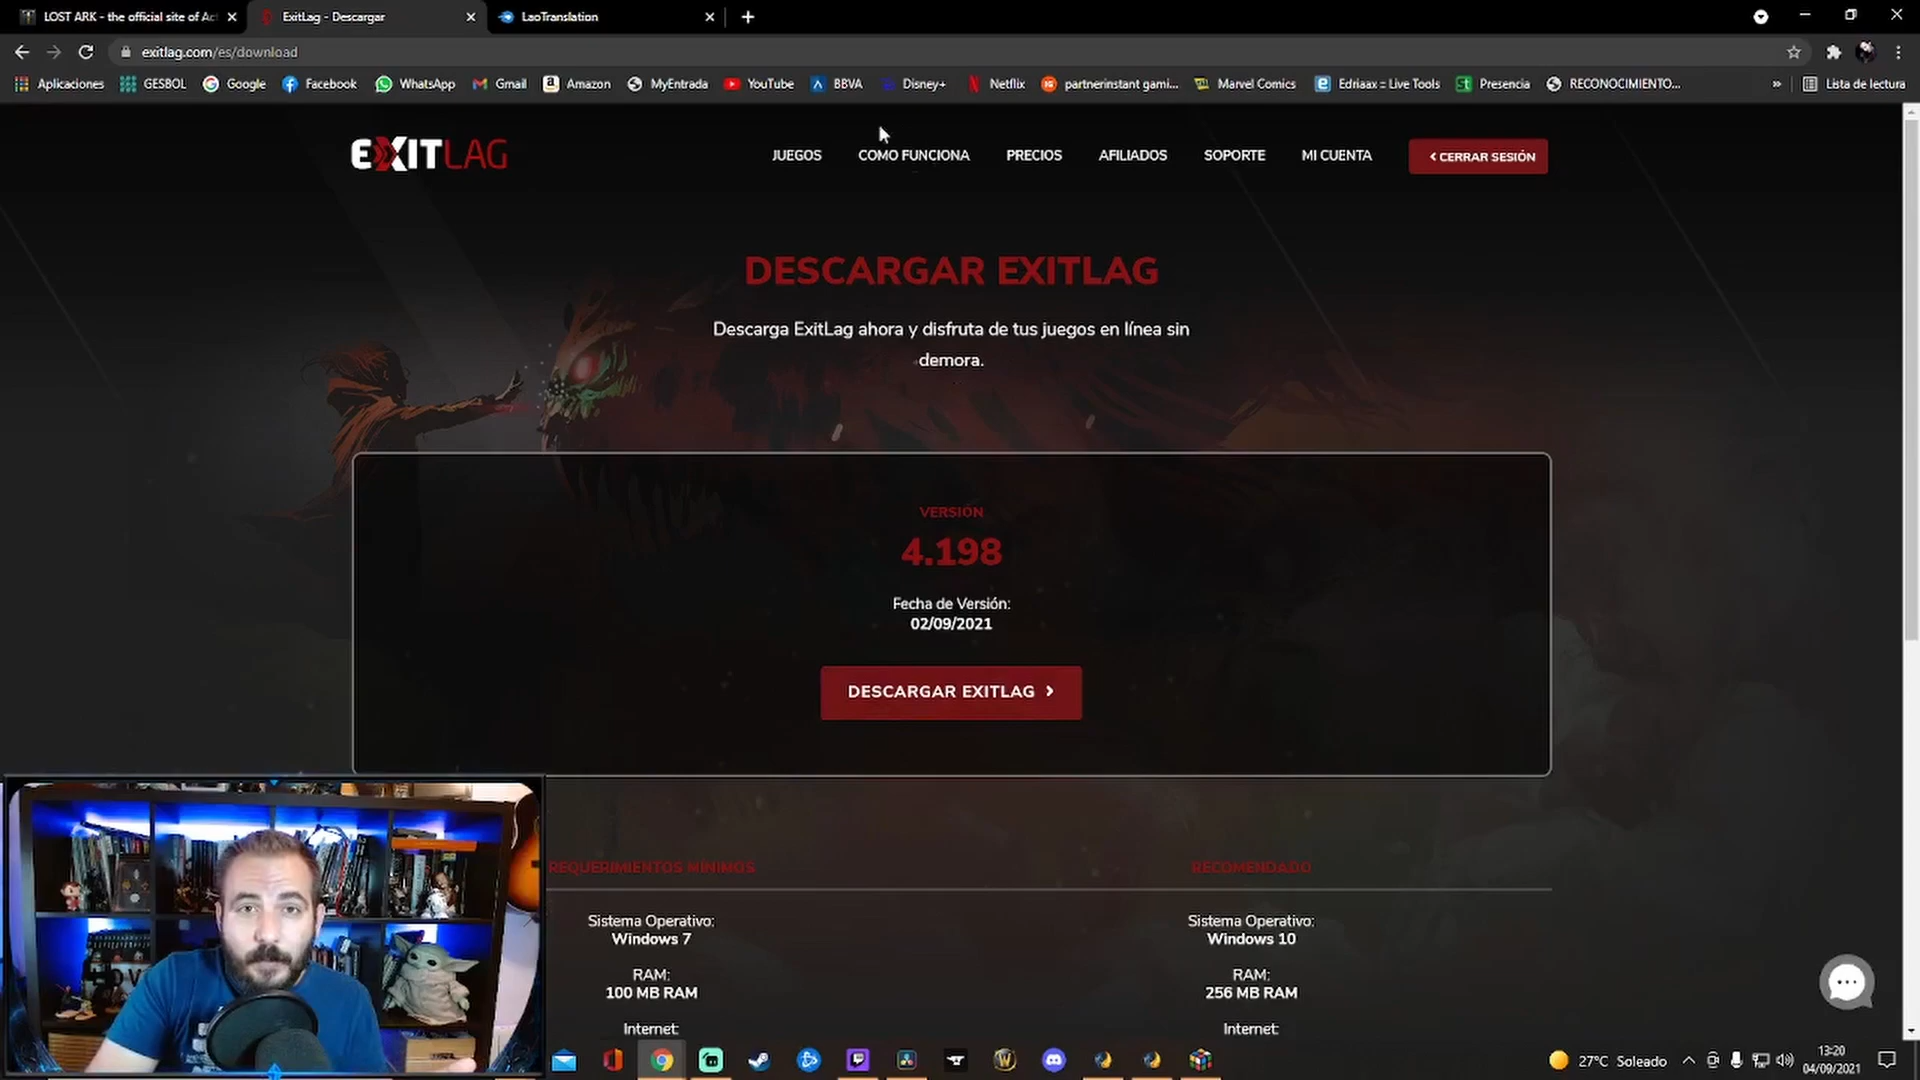 LOST ARK - the official site of Act
ExitLag - Descargar
LaoTranslation
exitlag.com/es/download
Aplicaciones
GESBOL
Google
Facebook
WhatsApp
Gmail
Amazon
MyEntrada
YouTube
BBVA
Disney+
Netflix
partnerinstant gami...
Marvel Comics
Edriaax :: Live Tools
Presencia
RECONOCIMIENTO...
»
Lista de lectura
EXITLAG
JUEGOS
COMO FUNCIONA
PRECIOS
AFILIADOS
SOPORTE
MI CUENTA
CERRAR SESIÓN
DESCARGAR EXITLAG
Descarga ExitLag ahora y disfruta de tus juegos en línea sin
demora.
VERSIÓN
4.198
Fecha de Versión:
02/09/2021
DESCARGAR EXITLAG
REQUERIMIENTOS MÍNIMOS
RECOMENDADO
Sistema Operativo:
Windows 7
RAM:
100 MB RAM
Internet:
Sistema Operativo:
Windows 10
RAM:
256 MB RAM
Internet:
27°C Soleado
13:20
04/09/2021